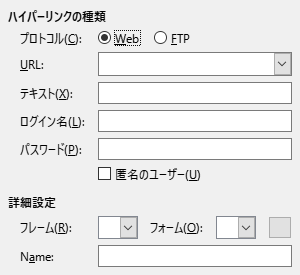 ハイパーリンクの種類
プロトコル(C): Web FTP
URL:
テキスト(X):
ログイン名(L):
パスワード(P):
匿名のユーザー(U)
詳細設定
フレーム(R): フォーム(O):
Name: